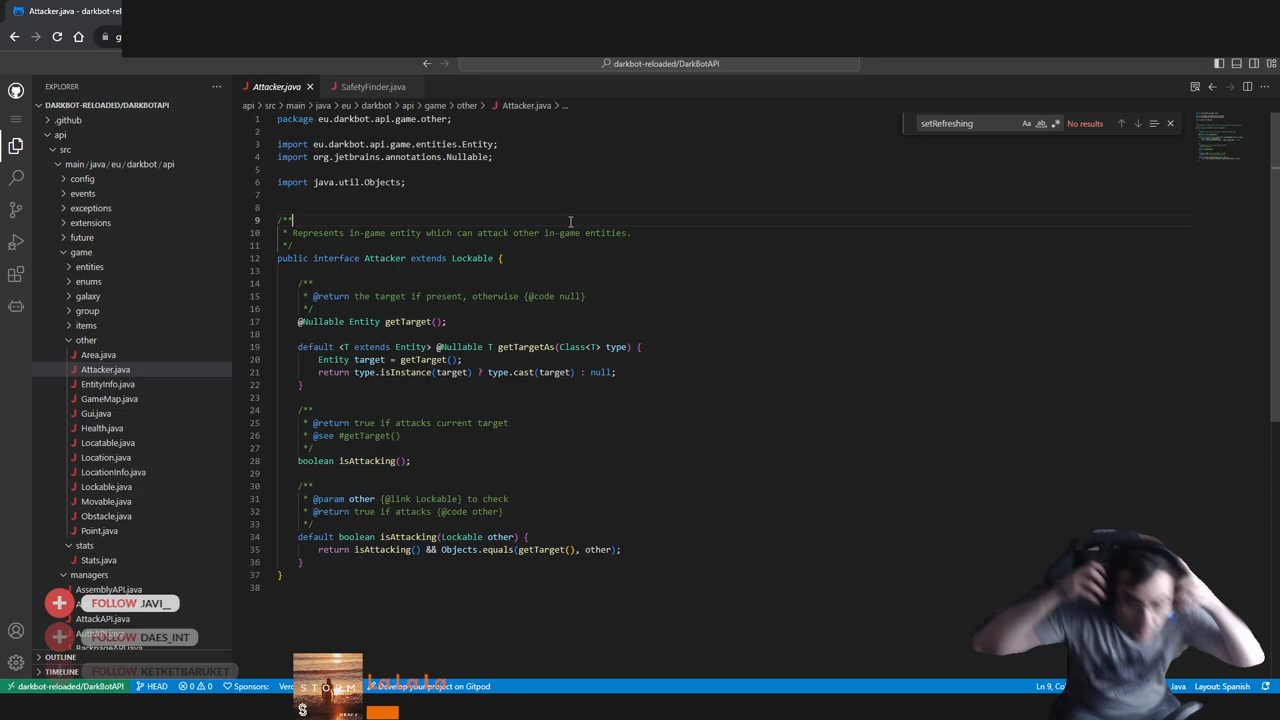 Attacker.java - darkbot-rel
darkbot-reloaded/DarkBotAPI
EXPLORER
Attacker.java
SafetyFinder.java
DARKBOT-RELOADED/DARKBOTAPI
api > src > main > java > eu > darkbot > api > game > other > Attacker.java > ...
.github
api
src
main/java/eu/darkbot/api
config
events
exceptions
extensions
future
game
entities
enums
galaxy
group
items
other
Area.java
Attacker.java
EntityInfo.java
GameMap.java
Gui.java
Health.java
Locatable.java
Location.java
LocationInfo.java
Lockable.java
Movable.java
Obstacle.java
Point.java
stats
Stats.java
managers
AssemblyAPI.java
AttackAPI.java
OUTLINE
TIMELINE
setRefreshing
Aa
ab
No results
1 package eu.darkbot.api.game.other;
2
3 import eu.darkbot.api.game.entities.Entity;
4 import org.jetbrains.annotations.Nullable;
5
6 import java.util.Objects;
7
8
9 /**
10 * Represents in-game entity which can attack other in-game entities.
11 */
12 public interface Attacker extends Lockable {
13
14 /**
15 * @return the target if present, otherwise {@code null}
16 */
17 @Nullable Entity getTarget();
18
19 default <T extends Entity> @Nullable T getTargetAs(Class<T> type) {
20 Entity target = getTarget();
21 return type.isInstance(target) ? type.cast(target) : null;
22 }
23
24 /**
25 * @return true if attacks current target
26 * @see #getTarget()
27 */
28 boolean isAttacking();
29
30 /**
31 * @param other {@link Lockable} to check
32 * @return true if attacks {@code other}
33 */
34 default boolean isAttacking(Lockable other) {
35 return isAttacking() && Objects.equals(getTarget(), other);
36 }
37 }
38
FOLLOW JAVI__
FOLLOW DAES_INT
FOLLOW KETKETBARUKET
STORM
Lalala
darkbot-reloaded/DarkBotAPI
HEAD
0
0
Sponsors:
Develop your project on Gitpod
Ln 9,
Java
Layout: Spanish